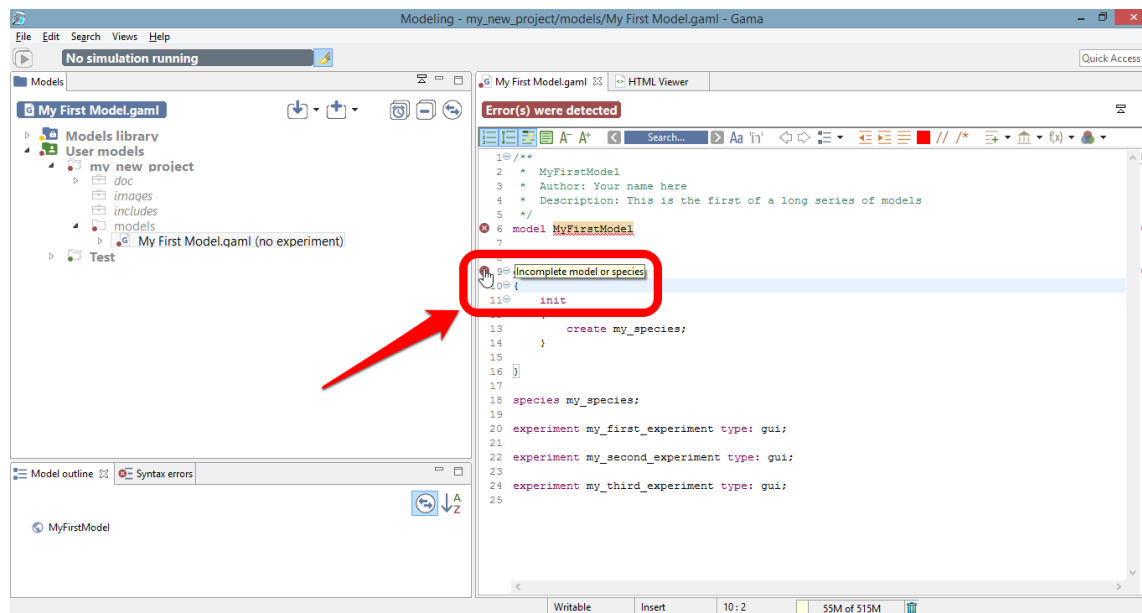 Modeling - my_new_project/models/My First Model.gaml - Gama
File Edit Search Views Help
No simulation running
Quick Access
Models
My First Model.gaml
Models library
User models
my_new_project
doc
images
includes
models
My First Model.gaml (no experiment)
Test
Model outline
Syntax errors
A
Z
MyFirstModel
My First Model.gaml
HTML Viewer
Error(s) were detected
A- A+ Search... Aa // /* f(x)
1 /**
2 * MyFirstModel
3 * Author: Your name here
4 * Description: This is the first of a long series of models
5 */
6 model MyFirstModel
7
8
9 Incomplete model or species
10 {
11 init
13 create my_species;
14 }
15
16 }
17
18 species my_species;
19
20 experiment my_first_experiment type: gui;
21
22 experiment my_second_experiment type: gui;
23
24 experiment my_third_experiment type: gui;
25
Writable Insert 10 : 2 55M of 515M